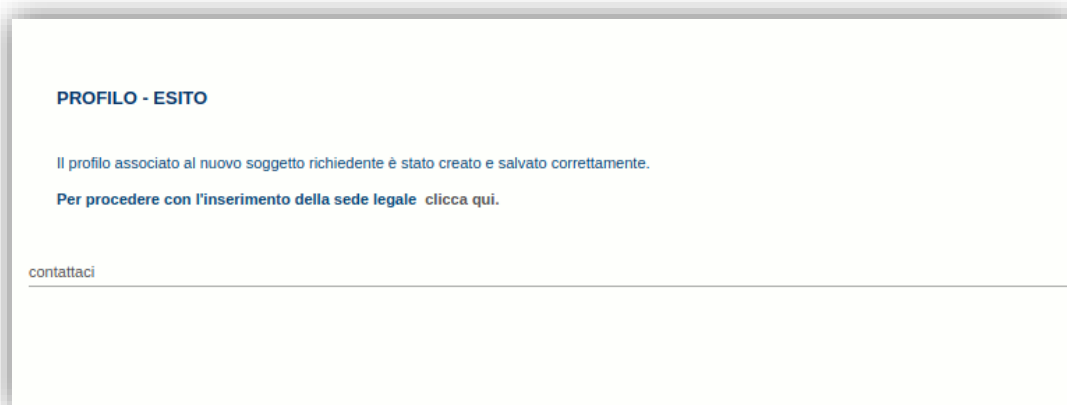 PROFILO - ESITO
Il profilo associato al nuovo soggetto richiedente è stato creato e salvato correttamente.
Per procedere con l'inserimento della sede legale clicca qui.
contattaci